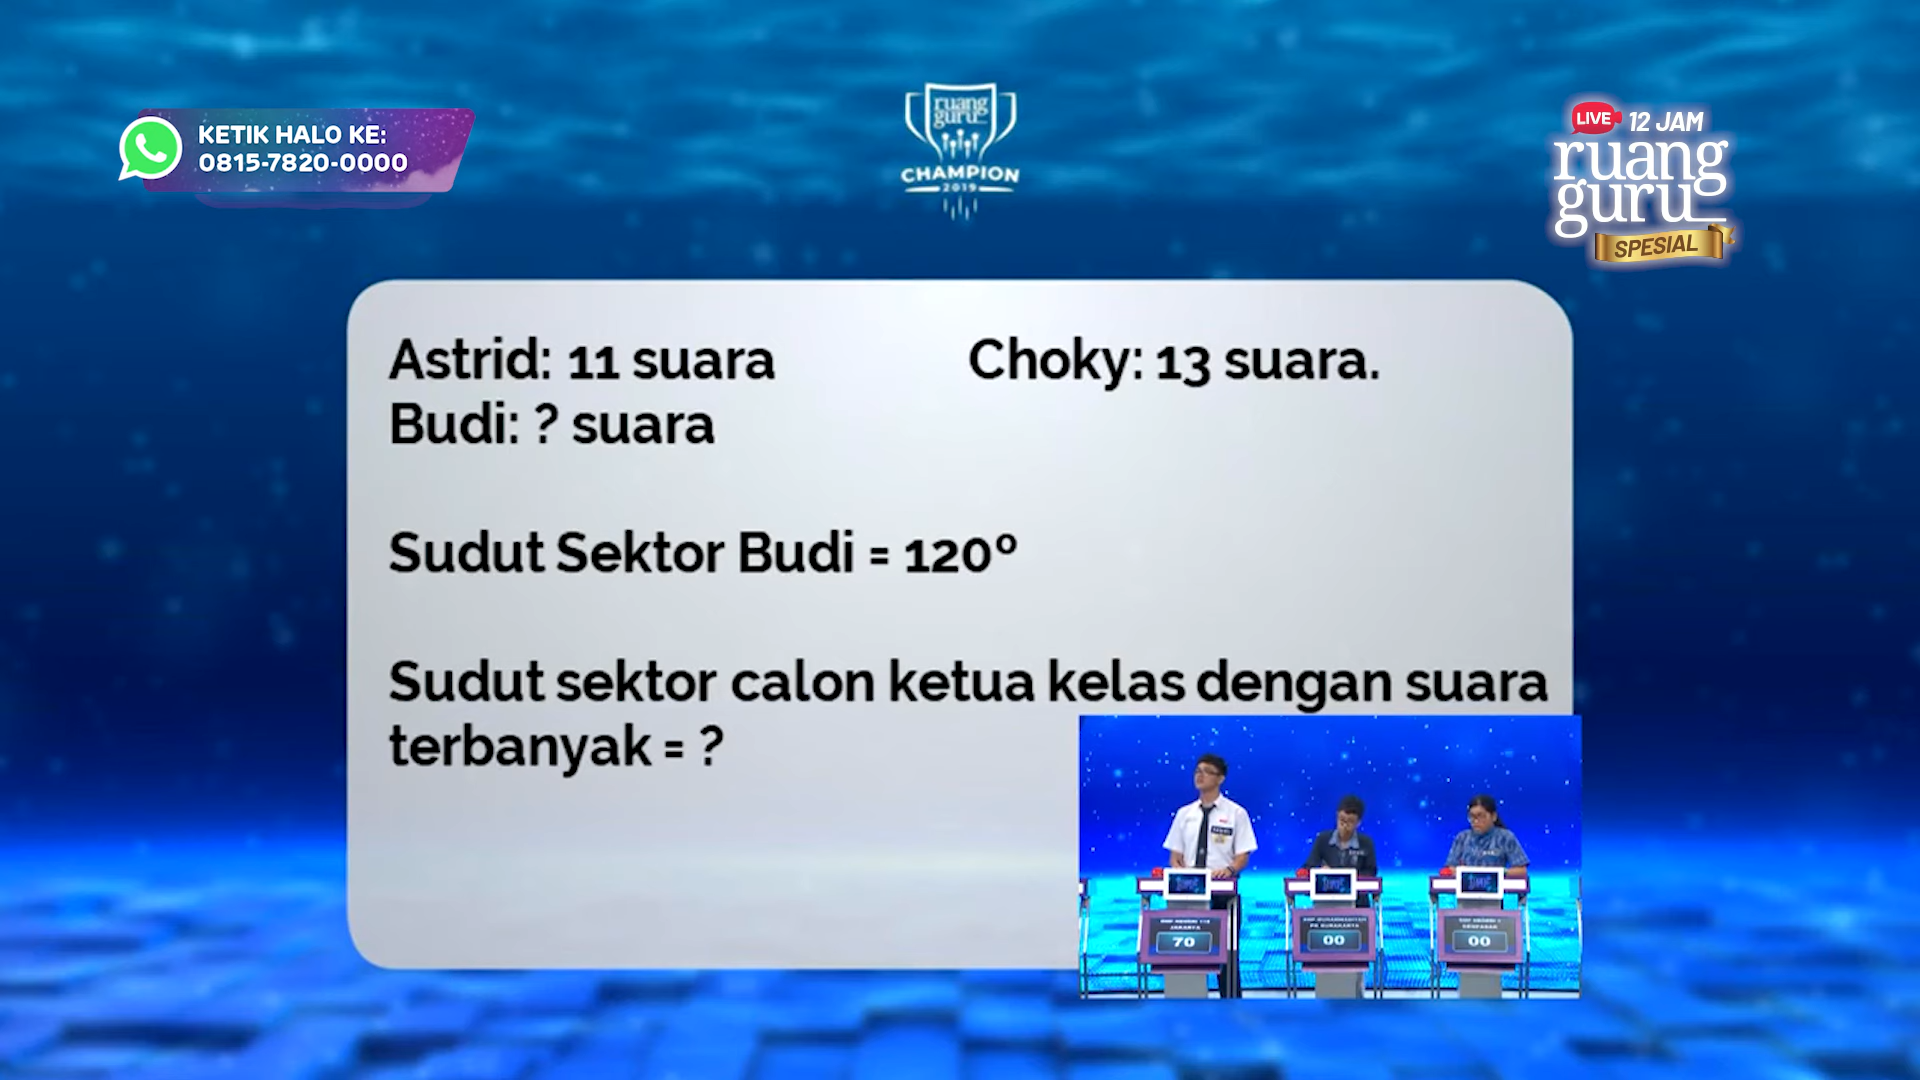 KETIK HALO KE:
0815-7820-0000
ruang
guru
CHAMPION
2019
LIVE 12 JAM
ruang
guru
SPESIAL
Astrid: 11 suara Choky: 13 suara.
Budi: ? suara
Sudut Sektor Budi = 120º
Sudut sektor calon ketua kelas dengan suara
terbanyak = ?
70
00
00